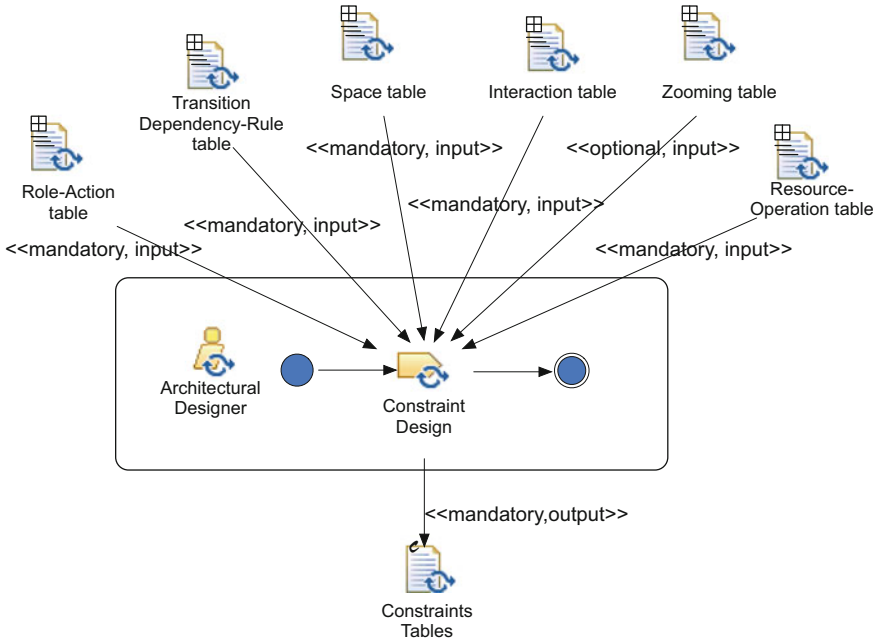 Space table
Interaction table
Zooming table
Transition
Dependency-Rule
table
Role-Action
table
Resource-
Operation table
<<mandatory, input>>
<<optional, input>>
<<mandatory, input>>
<<mandatory, input>>
<<mandatory, input>>
<<mandatory, input>>
Architectural
Designer
Constraint
Design
<<mandatory,output>>
Constraints
Tables